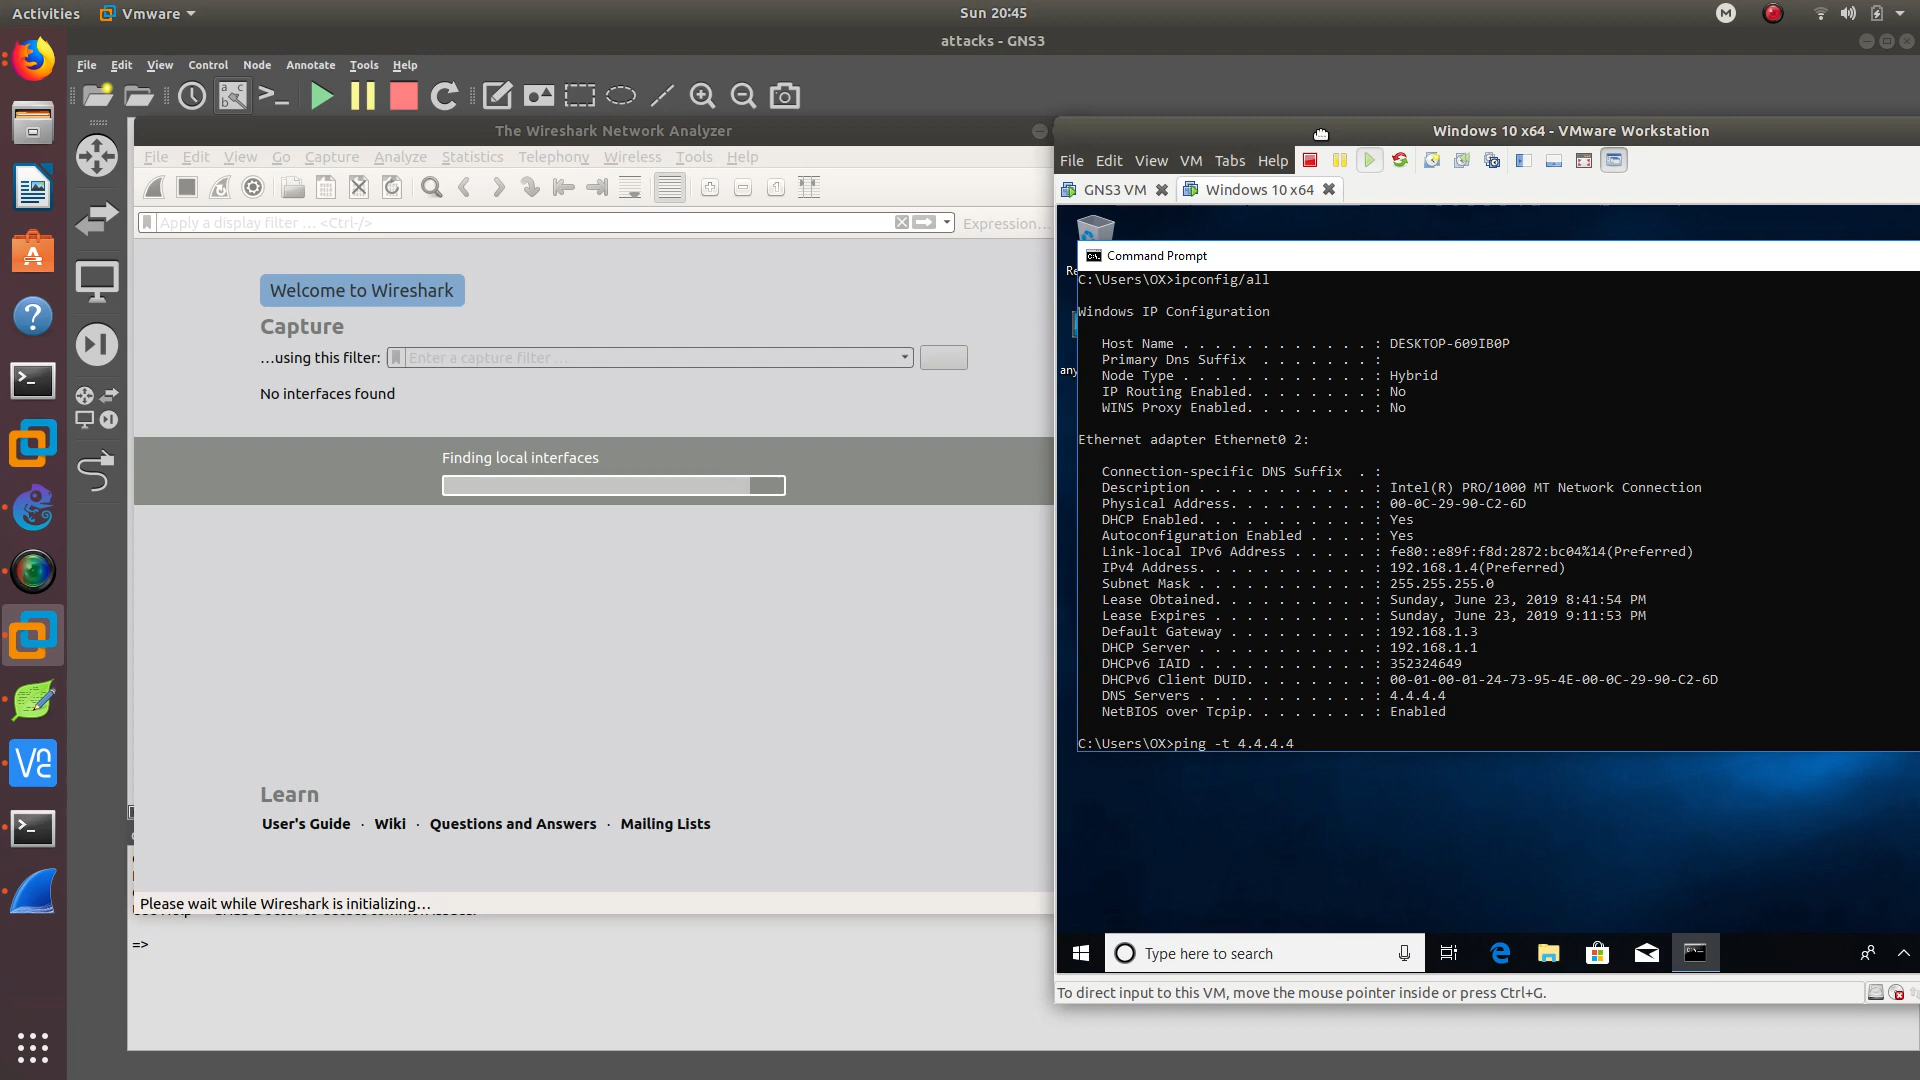 Activities Vmware Sun 20:45 M
attacks - GNS3
File Edit View Control Node Annotate Tools Help
The Wireshark Network Analyzer
File Edit View Go Capture Analyze Statistics Telephony Wireless Tools Help
Apply a display filter … <Ctrl-/> Expression…
Welcome to Wireshark
Capture
…using this filter: Enter a capture filter …
No interfaces found
Finding local interfaces
Learn
User's Guide · Wiki · Questions and Answers · Mailing Lists
Please wait while Wireshark is initializing…
=>
Windows 10 x64 - VMware Workstation
File Edit View VM Tabs Help
GNS3 VM Windows 10 x64
Re
any
Command Prompt
C:\Users\OX>ipconfig/all
Windows IP Configuration
Host Name . . . . . . . . . . . . : DESKTOP-609IB0P
Primary Dns Suffix . . . . . . . :
Node Type . . . . . . . . . . . . : Hybrid
IP Routing Enabled. . . . . . . . : No
WINS Proxy Enabled. . . . . . . . : No
Ethernet adapter Ethernet0 2:
Connection-specific DNS Suffix . :
Description . . . . . . . . . . . : Intel(R) PRO/1000 MT Network Connection
Physical Address. . . . . . . . . : 00-0C-29-90-C2-6D
DHCP Enabled. . . . . . . . . . . : Yes
Autoconfiguration Enabled . . . . : Yes
Link-local IPv6 Address . . . . . : fe80::e89f:f8d:2872:bc04%14(Preferred)
IPv4 Address. . . . . . . . . . . : 192.168.1.4(Preferred)
Subnet Mask . . . . . . . . . . . : 255.255.255.0
Lease Obtained. . . . . . . . . . : Sunday, June 23, 2019 8:41:54 PM
Lease Expires . . . . . . . . . . : Sunday, June 23, 2019 9:11:53 PM
Default Gateway . . . . . . . . . : 192.168.1.3
DHCP Server . . . . . . . . . . . : 192.168.1.1
DHCPv6 IAID . . . . . . . . . . . : 352324649
DHCPv6 Client DUID. . . . . . . . : 00-01-00-01-24-73-95-4E-00-0C-29-90-C2-6D
DNS Servers . . . . . . . . . . . : 4.4.4.4
NetBIOS over Tcpip. . . . . . . . : Enabled
C:\Users\OX>ping -t 4.4.4.4
Type here to search
To direct input to this VM, move the mouse pointer inside or press Ctrl+G.